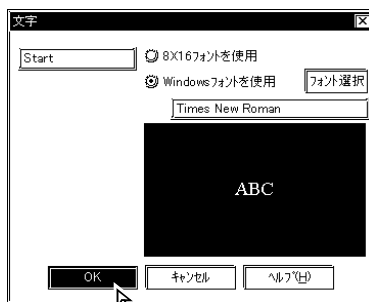 文字
Start
8X16ﾌｫﾝﾄを使用
Windowsﾌｫﾝﾄを使用
ﾌｫﾝﾄ選択
Times New Roman
ABC
OK
ｷｬﾝｾﾙ
ﾍﾙﾌﾟ(H)